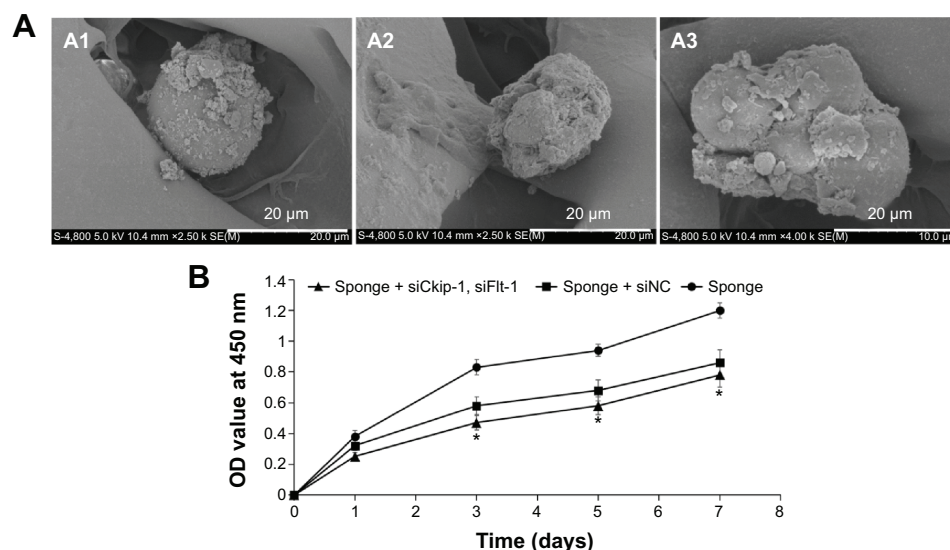 A
A1
A2
A3
20 µm
20 µm
20 µm
S-4,800 5.0 kV 10.4 mm ×2.50 k SE(M)
20.0 µm
S-4,800 5.0 kV 10.4 mm ×2.50 k SE(M)
20.0 µm
S-4,800 5.0 kV 10.4 mm ×4.00 k SE(M)
10.0 µm
B
1.4
1.2
1
0.8
0.6
0.4
0.2
0
OD value at 450 nm
Sponge + siCkip-1, siFlt-1
Sponge + siNC
Sponge
*
*
*
0
1
2
3
4
5
6
7
8
Time (days)